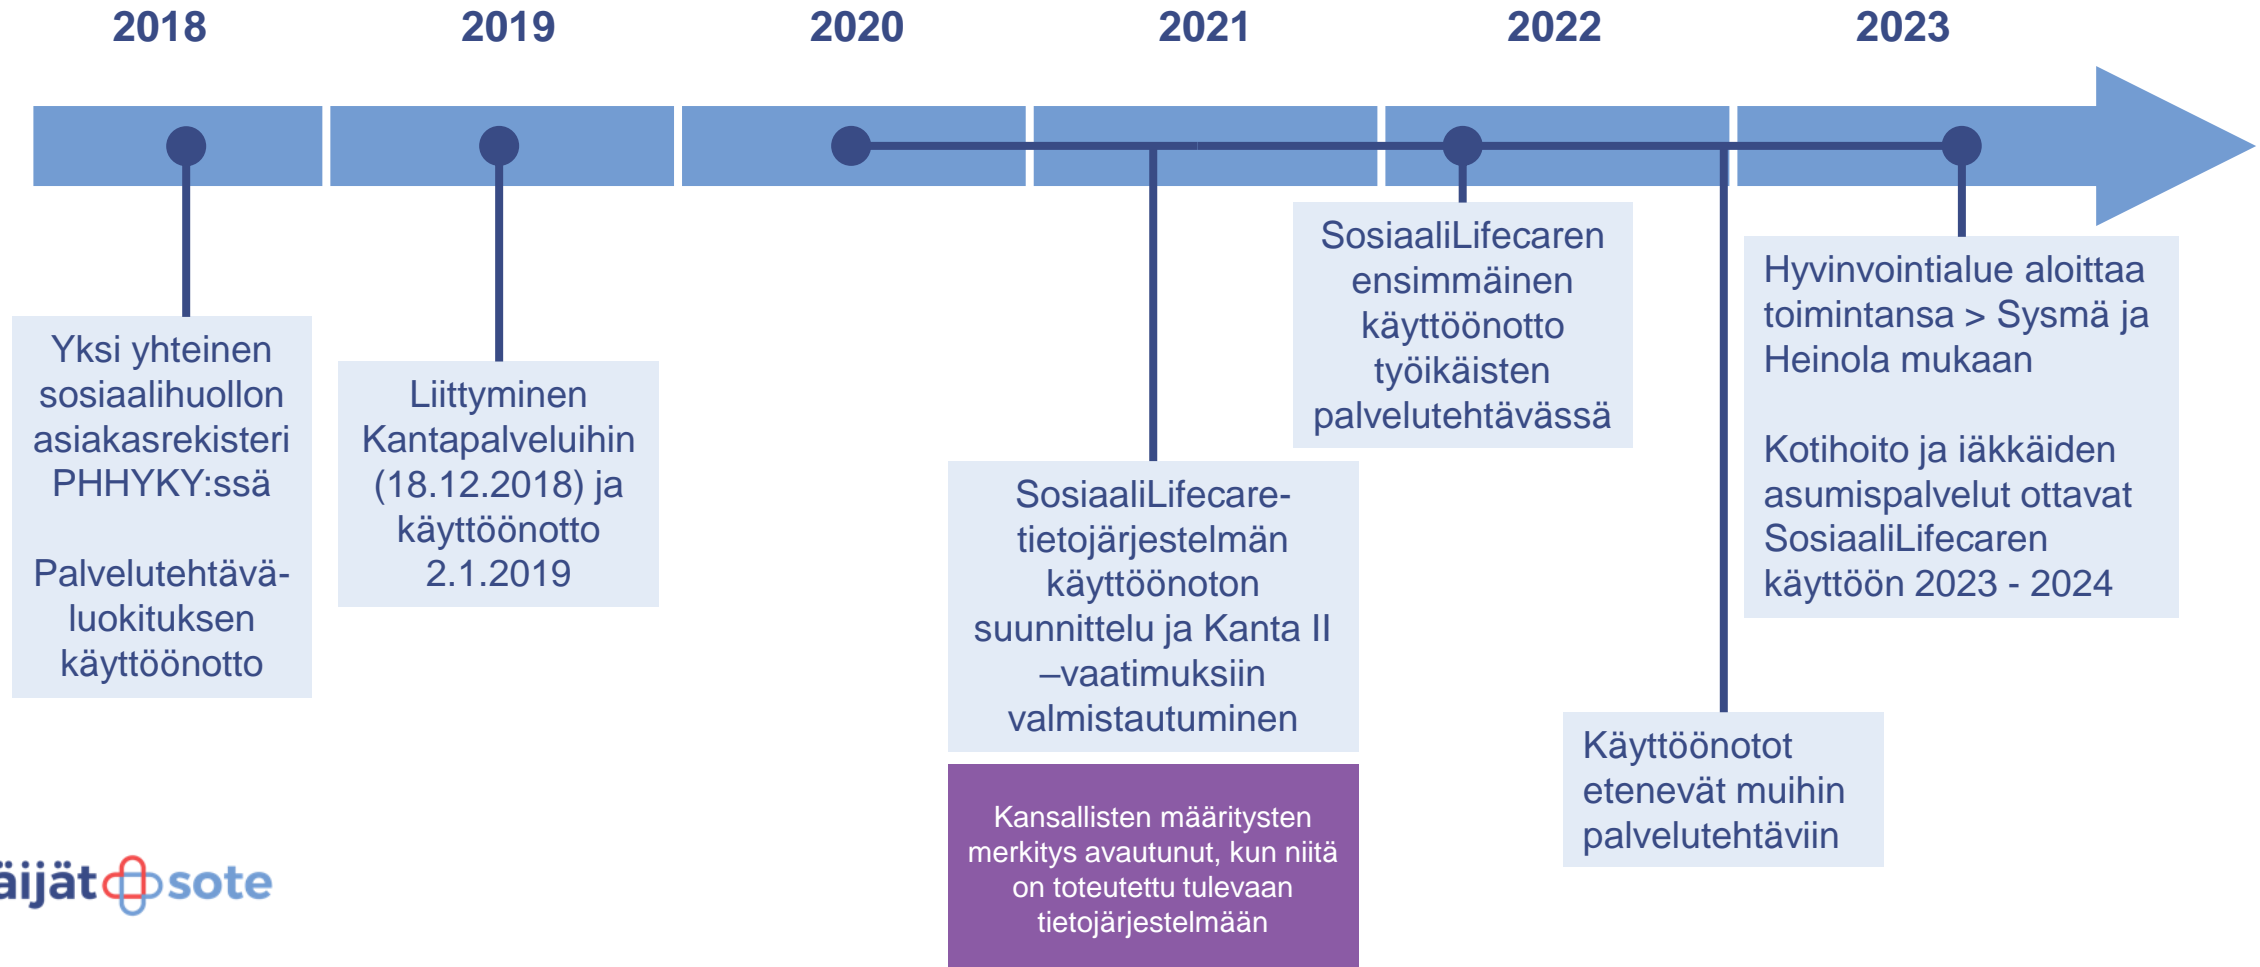 2018
2019
2020
2021
2022
2023
Yksi yhteinen
sosiaalihuollon
asiakasrekisteri
PHHYKY:ssä
Palvelutehtävä-
luokituksen
käyttöönotto
Liittyminen
Kantapalveluihin
(18.12.2018) ja
käyttöönotto
2.1.2019
SosiaaliLifecare-
tietojärjestelmän
käyttöönoton
suunnittelu ja Kanta II
–vaatimuksiin
valmistautuminen
Kansallisten määritysten
merkitys avautunut, kun niitä
on toteutettu tulevaan
tietojärjestelmään
SosiaaliLifecaren
ensimmäinen
käyttöönotto
työikäisten
palvelutehtävässä
Käyttöönotot
etenevät muihin
palvelutehtäviin
Hyvinvointialue aloittaa
toimintansa > Sysmä ja
Heinola mukaan
Kotihoito ja iäkkäiden
asumispalvelut ottavat
SosiaaliLifecaren
käyttöön 2023 - 2024
äijät sote